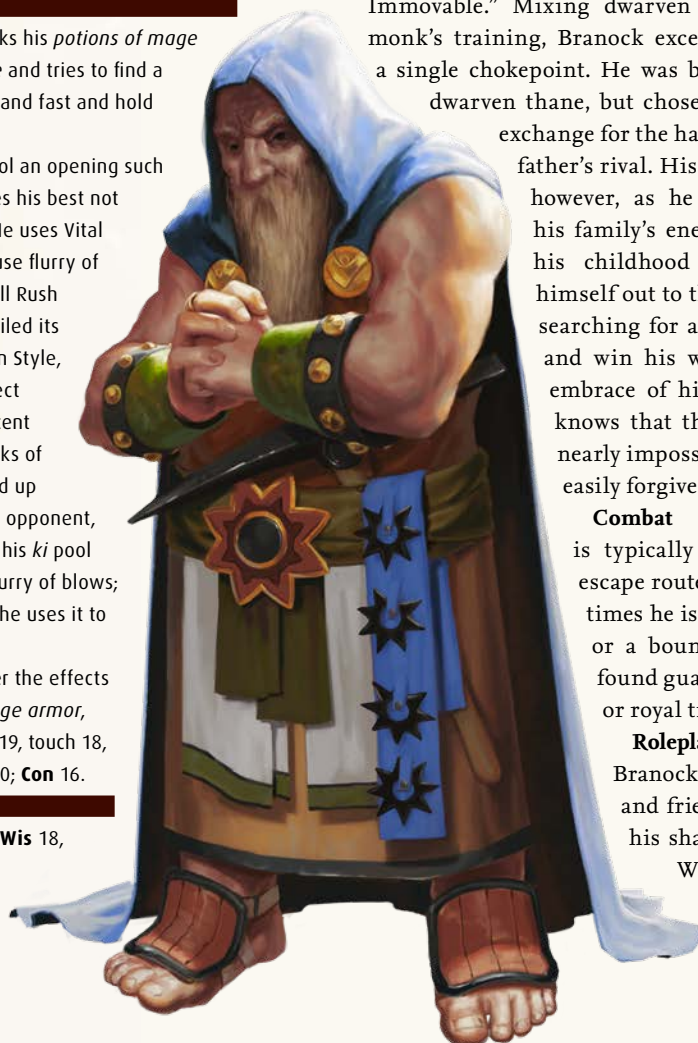 ks his potions of mage
and tries to find a
and fast and hold
ol an opening such
es his best not
He uses Vital
use flurry of
ll Rush
iled its
n Style,
ect
cent
ks of
d up
opponent,
his ki pool
urry of blows;
he uses it to
er the effects
ge armor,
19, touch 18,
0; Con 16.
Wis 18,
Immovable.” Mixing dwarven
monk’s training, Branock exce
a single chokepoint. He was b
dwarven thane, but chose
exchange for the ha
father’s rival. His
however, as he
his family’s ene
his childhood
himself out to th
searching for a
and win his w
embrace of hi
knows that th
nearly imposs
easily forgive
Combat
is typically
escape route
times he is
or a boun
found gua
or royal tr
Rolepla
Branock
and frie
his sha
W